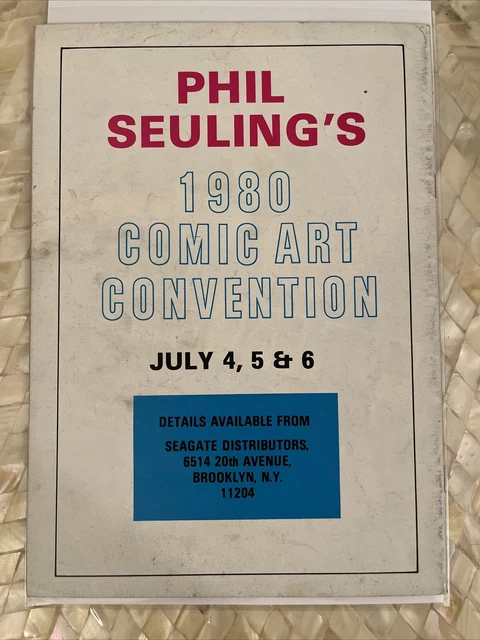 PHIL
SEULING'S
1980
COMIC ART
CONVENTION
JULY 4, 5 & 6
DETAILS AVAILABLE FROM
SEAGATE DISTRIBUTORS,
6514 20th AVENUE,
BROOKLYN, N.Y.
11204